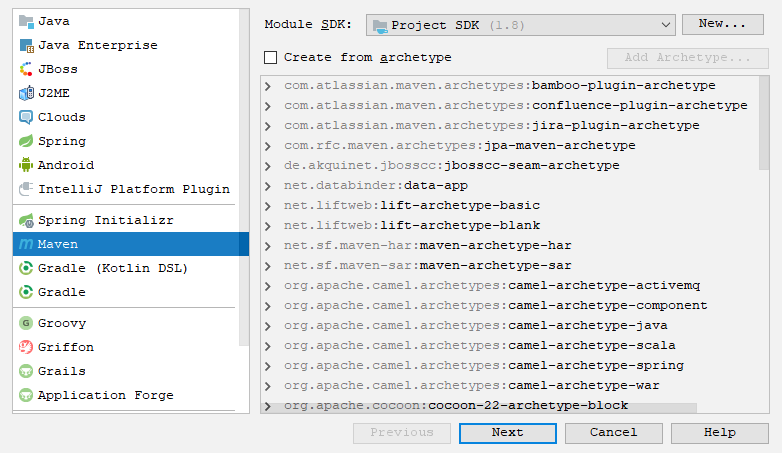 Java
Java Enterprise
JBoss
J2ME
Clouds
Spring
Android
IntelliJ Platform Plugin
Spring Initializr
Maven
Gradle (Kotlin DSL)
Gradle
Groovy
Griffon
Grails
Application Forge
Module SDK: Project SDK (1.8) New...
Create from archetype Add Archetype...
com.atlassian.maven.archetypes:bamboo-plugin-archetype
com.atlassian.maven.archetypes:confluence-plugin-archetype
com.atlassian.maven.archetypes:jira-plugin-archetype
com.rfc.maven.archetypes:jpa-maven-archetype
de.akquinet.jbosscc:jbosscc-seam-archetype
net.databinder:data-app
net.liftweb:lift-archetype-basic
net.liftweb:lift-archetype-blank
net.sf.maven-har:maven-archetype-har
net.sf.maven-sar:maven-archetype-sar
org.apache.camel.archetypes:camel-archetype-activemq
org.apache.camel.archetypes:camel-archetype-component
org.apache.camel.archetypes:camel-archetype-java
org.apache.camel.archetypes:camel-archetype-scala
org.apache.camel.archetypes:camel-archetype-spring
org.apache.camel.archetypes:camel-archetype-war
org.apache.cocoon:cocoon-22-archetype-block
Previous Next Cancel Help